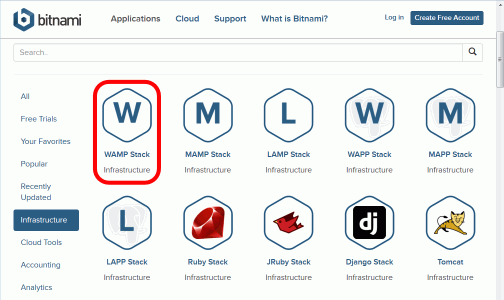 bitnami Applications Cloud Support What is Bitnami? Log in Create Free Account
Search..
All
Free Trials
Your Favorites
Popular
Recently
Updated
Infrastructure
Cloud Tools
Accounting
Analytics
W M L W M
WAMP Stack MAMP Stack LAMP Stack WAPP Stack MAPP Stack
Infrastructure Infrastructure Infrastructure Infrastructure Infrastructure
L dj
LAPP Stack Ruby Stack JRuby Stack Django Stack Tomcat
Infrastructure Infrastructure Infrastructure Infrastructure Infrastructure